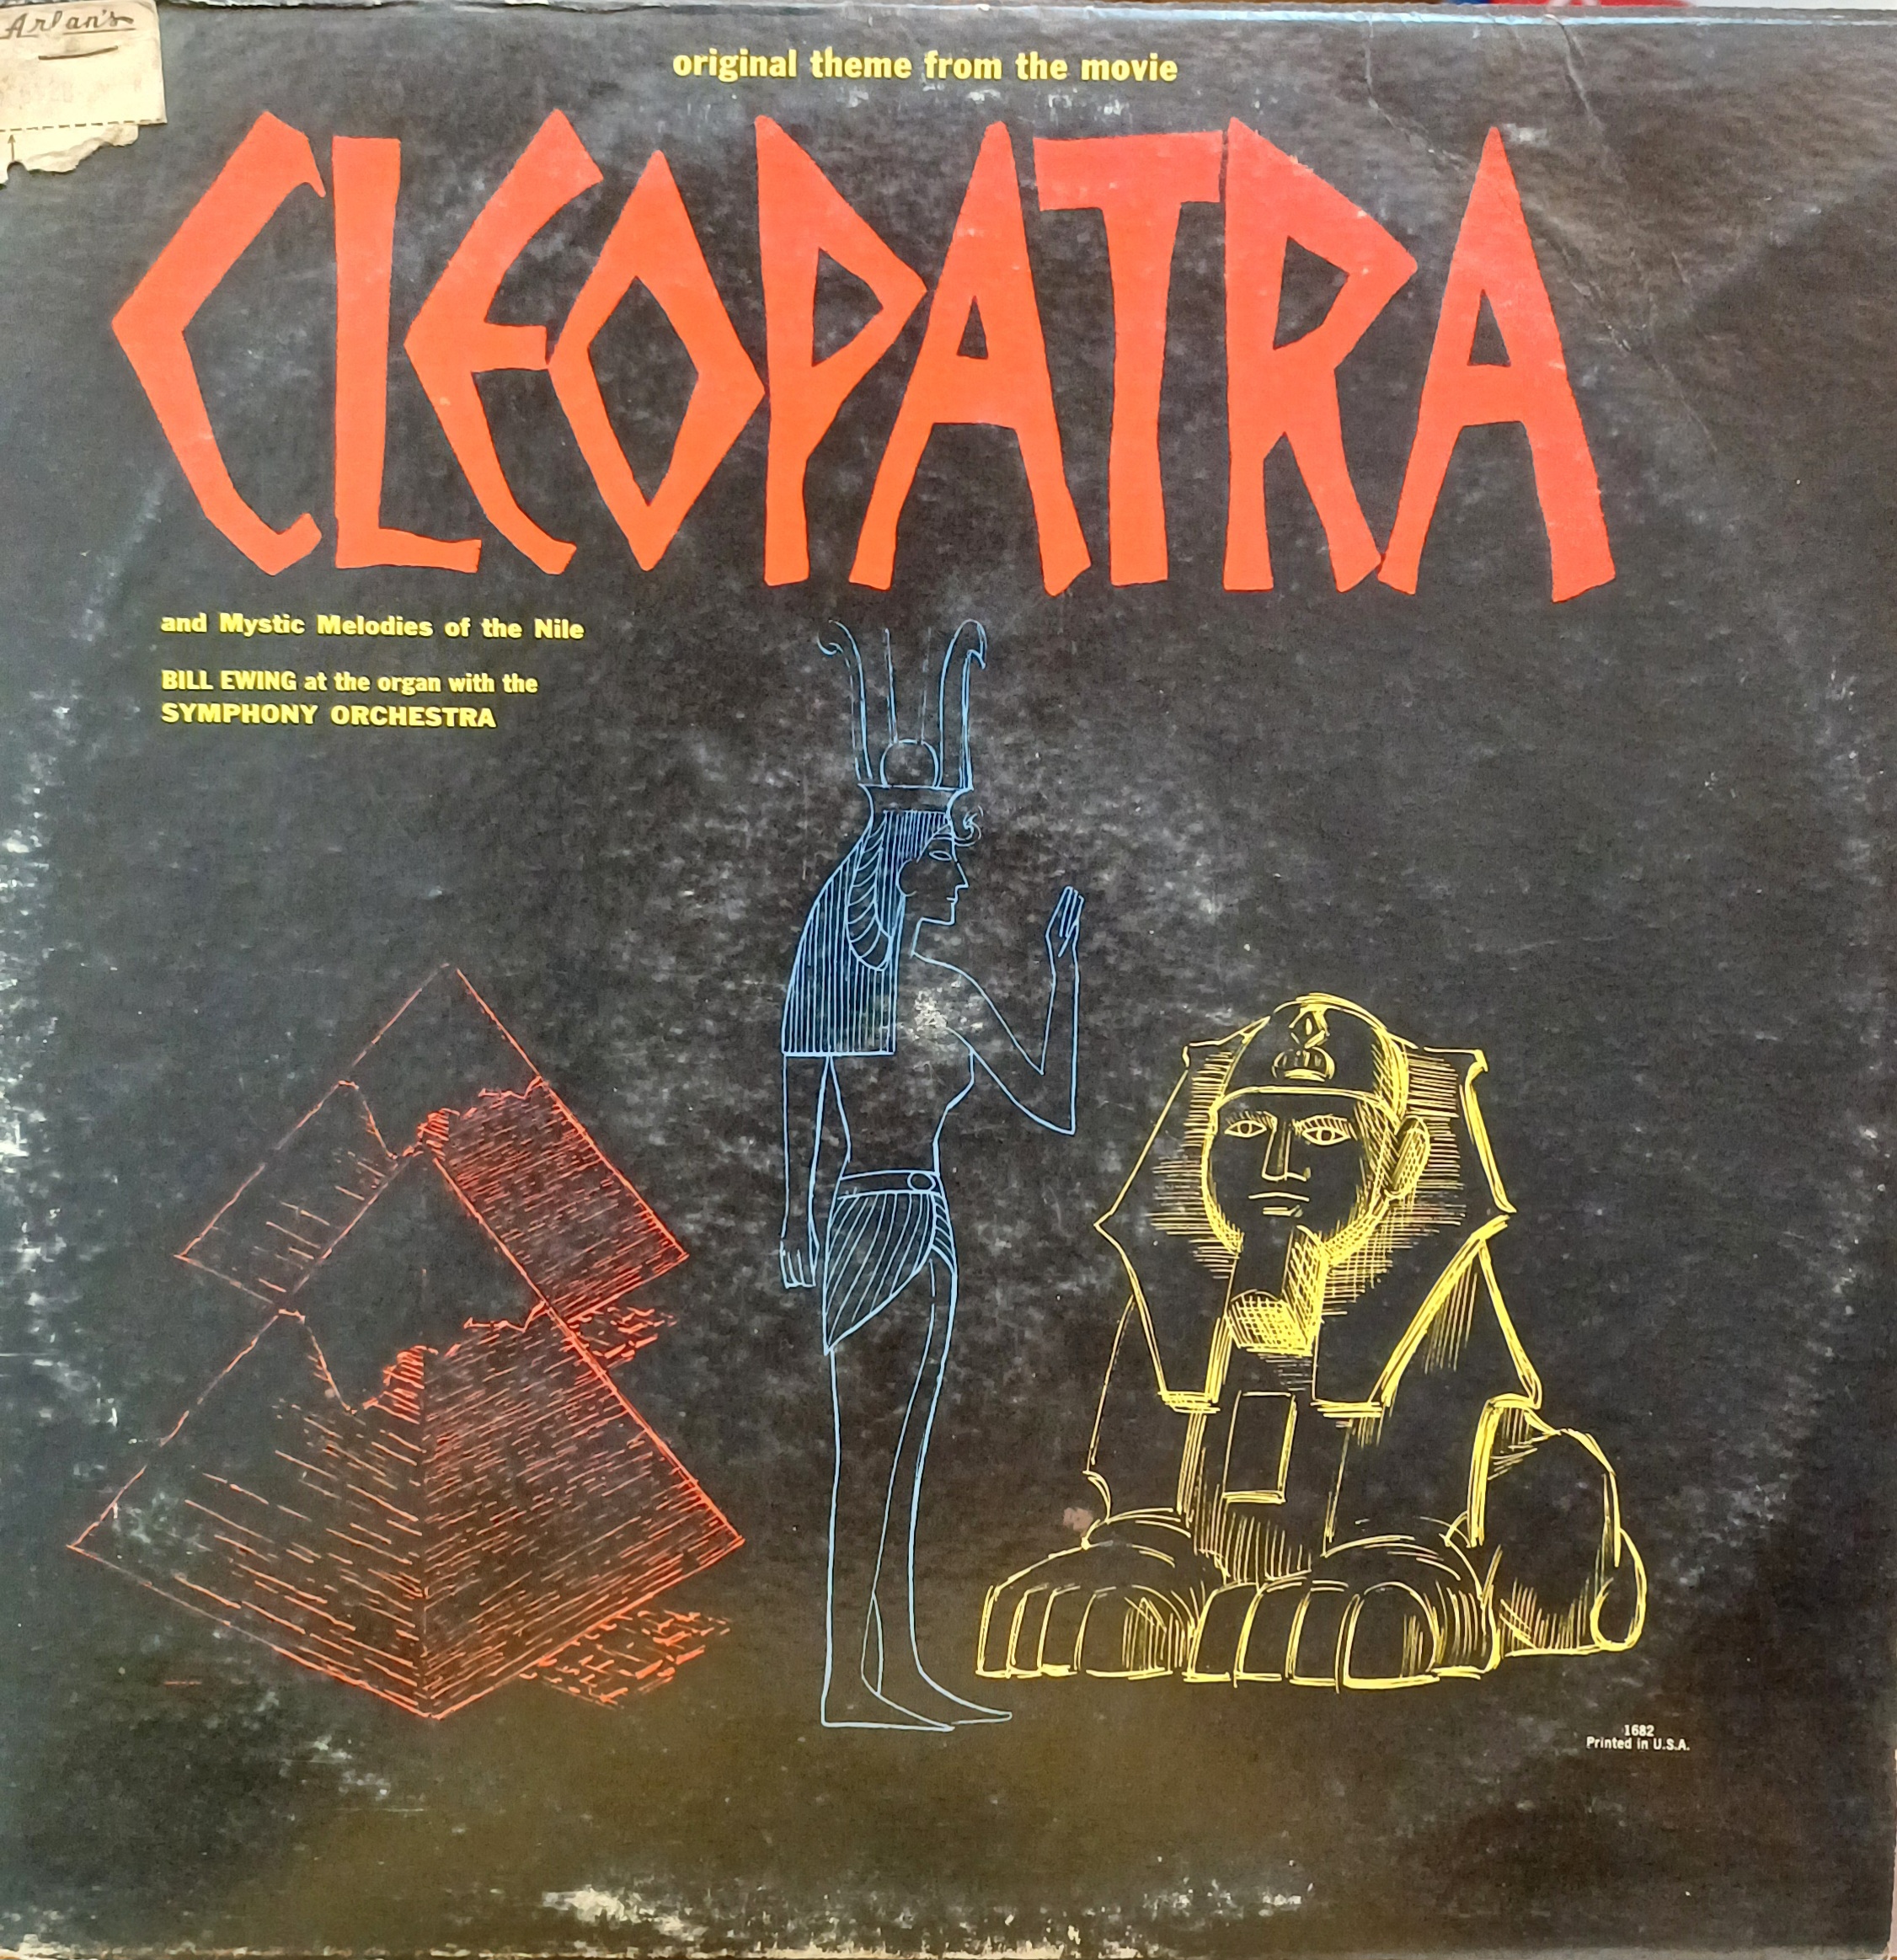 Arlan's
original theme from the movie
CLEOPATRA
and Mystic Melodies of the Nile
BILL EWING at the organ with the
SYMPHONY ORCHESTRA
1682
Printed in U.S.A.